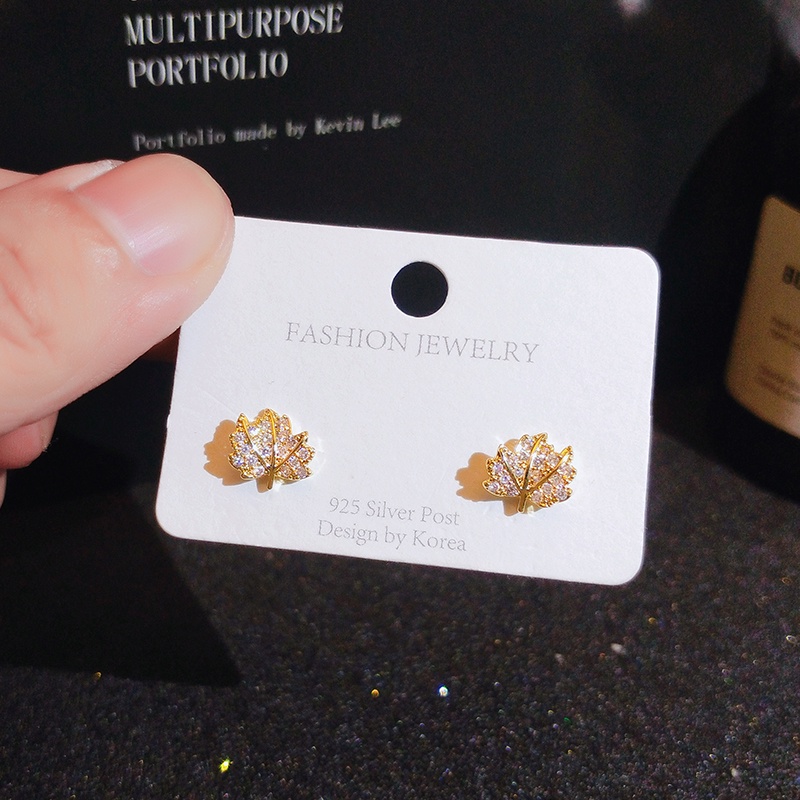 MULTIPURPOSE
PORTFOLIO
Portfolio made by Kevin Lee
FASHION JEWELRY
925 Silver Post
Design by Korea